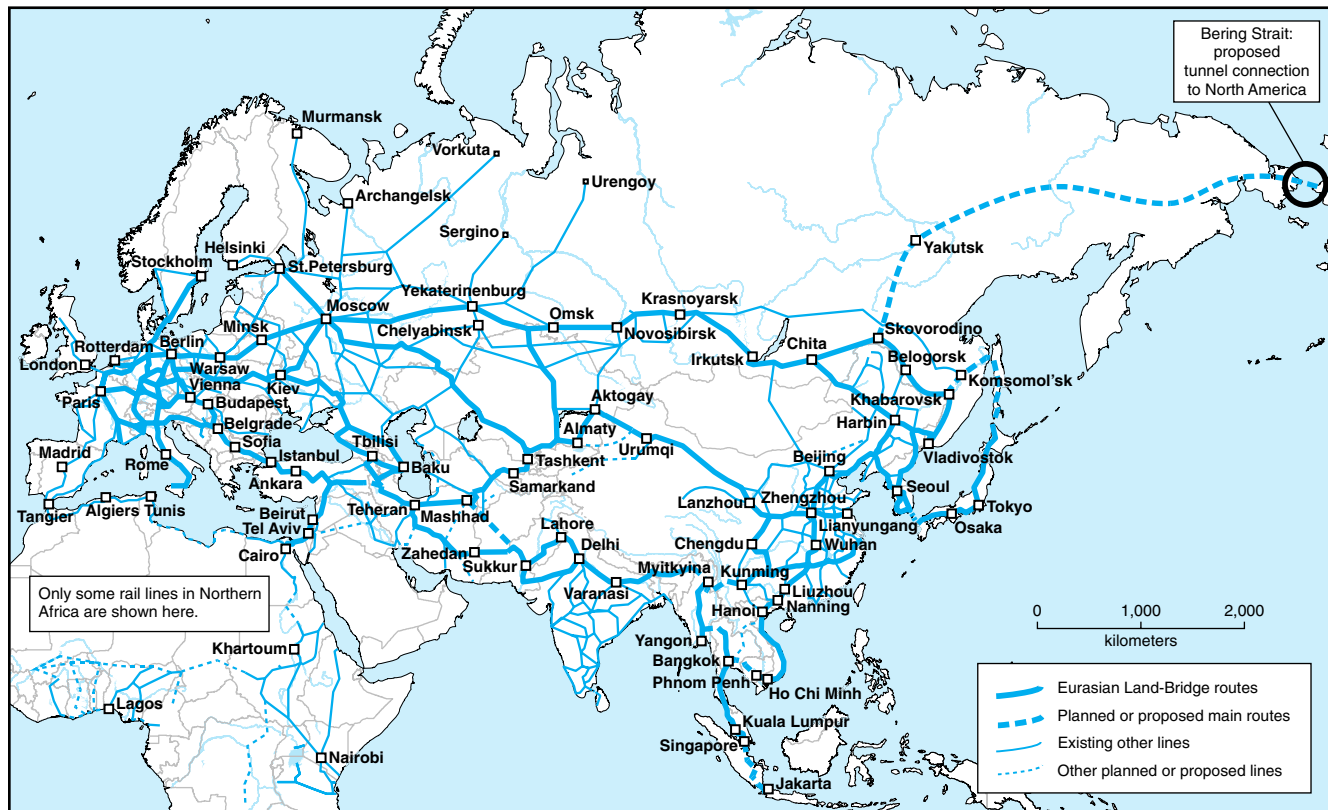 Bering Strait:
proposed
tunnel connection
to North America
Murmansk
Vorkuta
Urengoy
Archangelsk
Sergino
Yakutsk
Helsinki
Stockholm
St.Petersburg
Yekaterinenburg
Krasnoyarsk
Moscow
Omsk
Skovorodino
Minsk
Chelyabinsk
Novosibirsk
Rotterdam
Berlin
Chita
Belogorsk
London
Warsaw
Irkutsk
Komsomol'sk
Vienna
Kiev
Aktogay
Khabarovsk
Paris
Budapest
Harbin
Belgrade
Almaty
Tbilisi
Sofia
Urumqi
Vladivostok
Madrid
Rome
Istanbul
Baku
Tashkent
Beijing
Ankara
Samarkand
Seoul
Tangier
Algiers
Tunis
Beirut
Teheran
Mashhad
Lanzhou
Zhengzhou
Tokyo
Tel Aviv
Lahore
Lianyungang
Osaka
Cairo
Zahedan
Delhi
Chengdu
Wuhan
Sukkur
Myitkyina
Kunming
Only some rail lines in Northern
Africa are shown here.
Varanasi
Liuzhou
Hanoi
Nanning
0 1,000 2,000
kilometers
Khartoum
Yangon
Bangkok
Phnom Penh
Ho Chi Minh
Lagos
Kuala Lumpur
Singapore
Nairobi
Jakarta
Eurasian Land-Bridge routes
Planned or proposed main routes
Existing other lines
Other planned or proposed lines